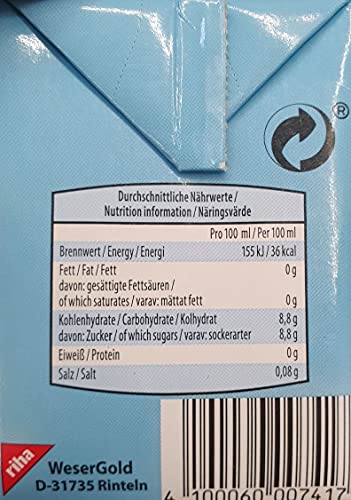 ®
Durchschnittliche Nährwerte /
Nutrition information / Näringsvärde
Pro 100 ml / Per 100 ml
Brennwert / Energy / Energi 155 kJ / 36 kcal
Fett / Fat / Fett 0 g
davon: gesättigte Fettsäuren /
of which saturates / varav: mättat fett 0 g
Kohlenhydrate / Carbohydrate / Kolhydrat 8,8 g
davon: Zucker / of which sugars / varav: sockerarter 8,8 g
Eiweiß / Protein 0 g
Salz / Salt 0,08 g
riha
WeserGold
D-31735 Rinteln
4 100060 007417